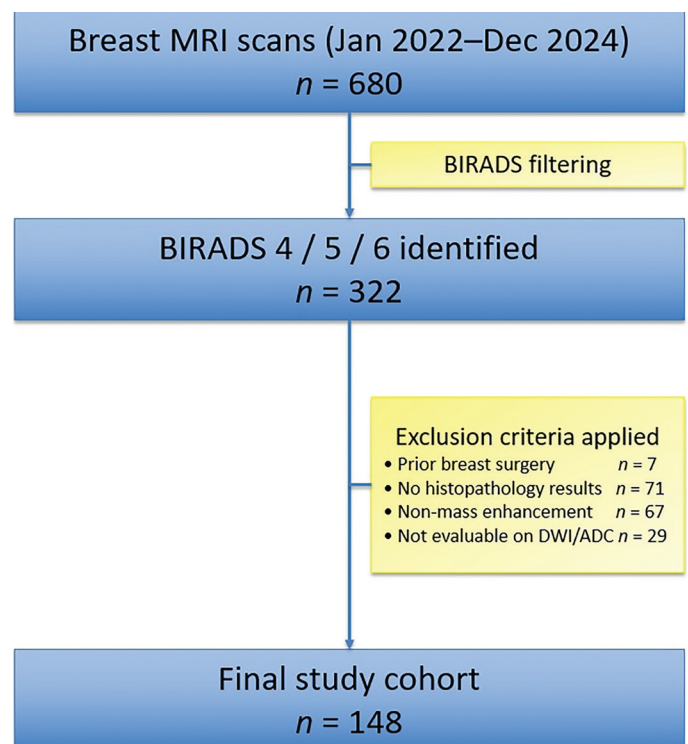 Breast MRI scans (Jan 2022–Dec 2024)
n = 680
BIRADS filtering
BIRADS 4 / 5 / 6 identified
n = 322
Exclusion criteria applied
• Prior breast surgery n = 7
• No histopathology results n = 71
• Non-mass enhancement n = 67
• Not evaluable on DWI/ADC n = 29
Final study cohort
n = 148